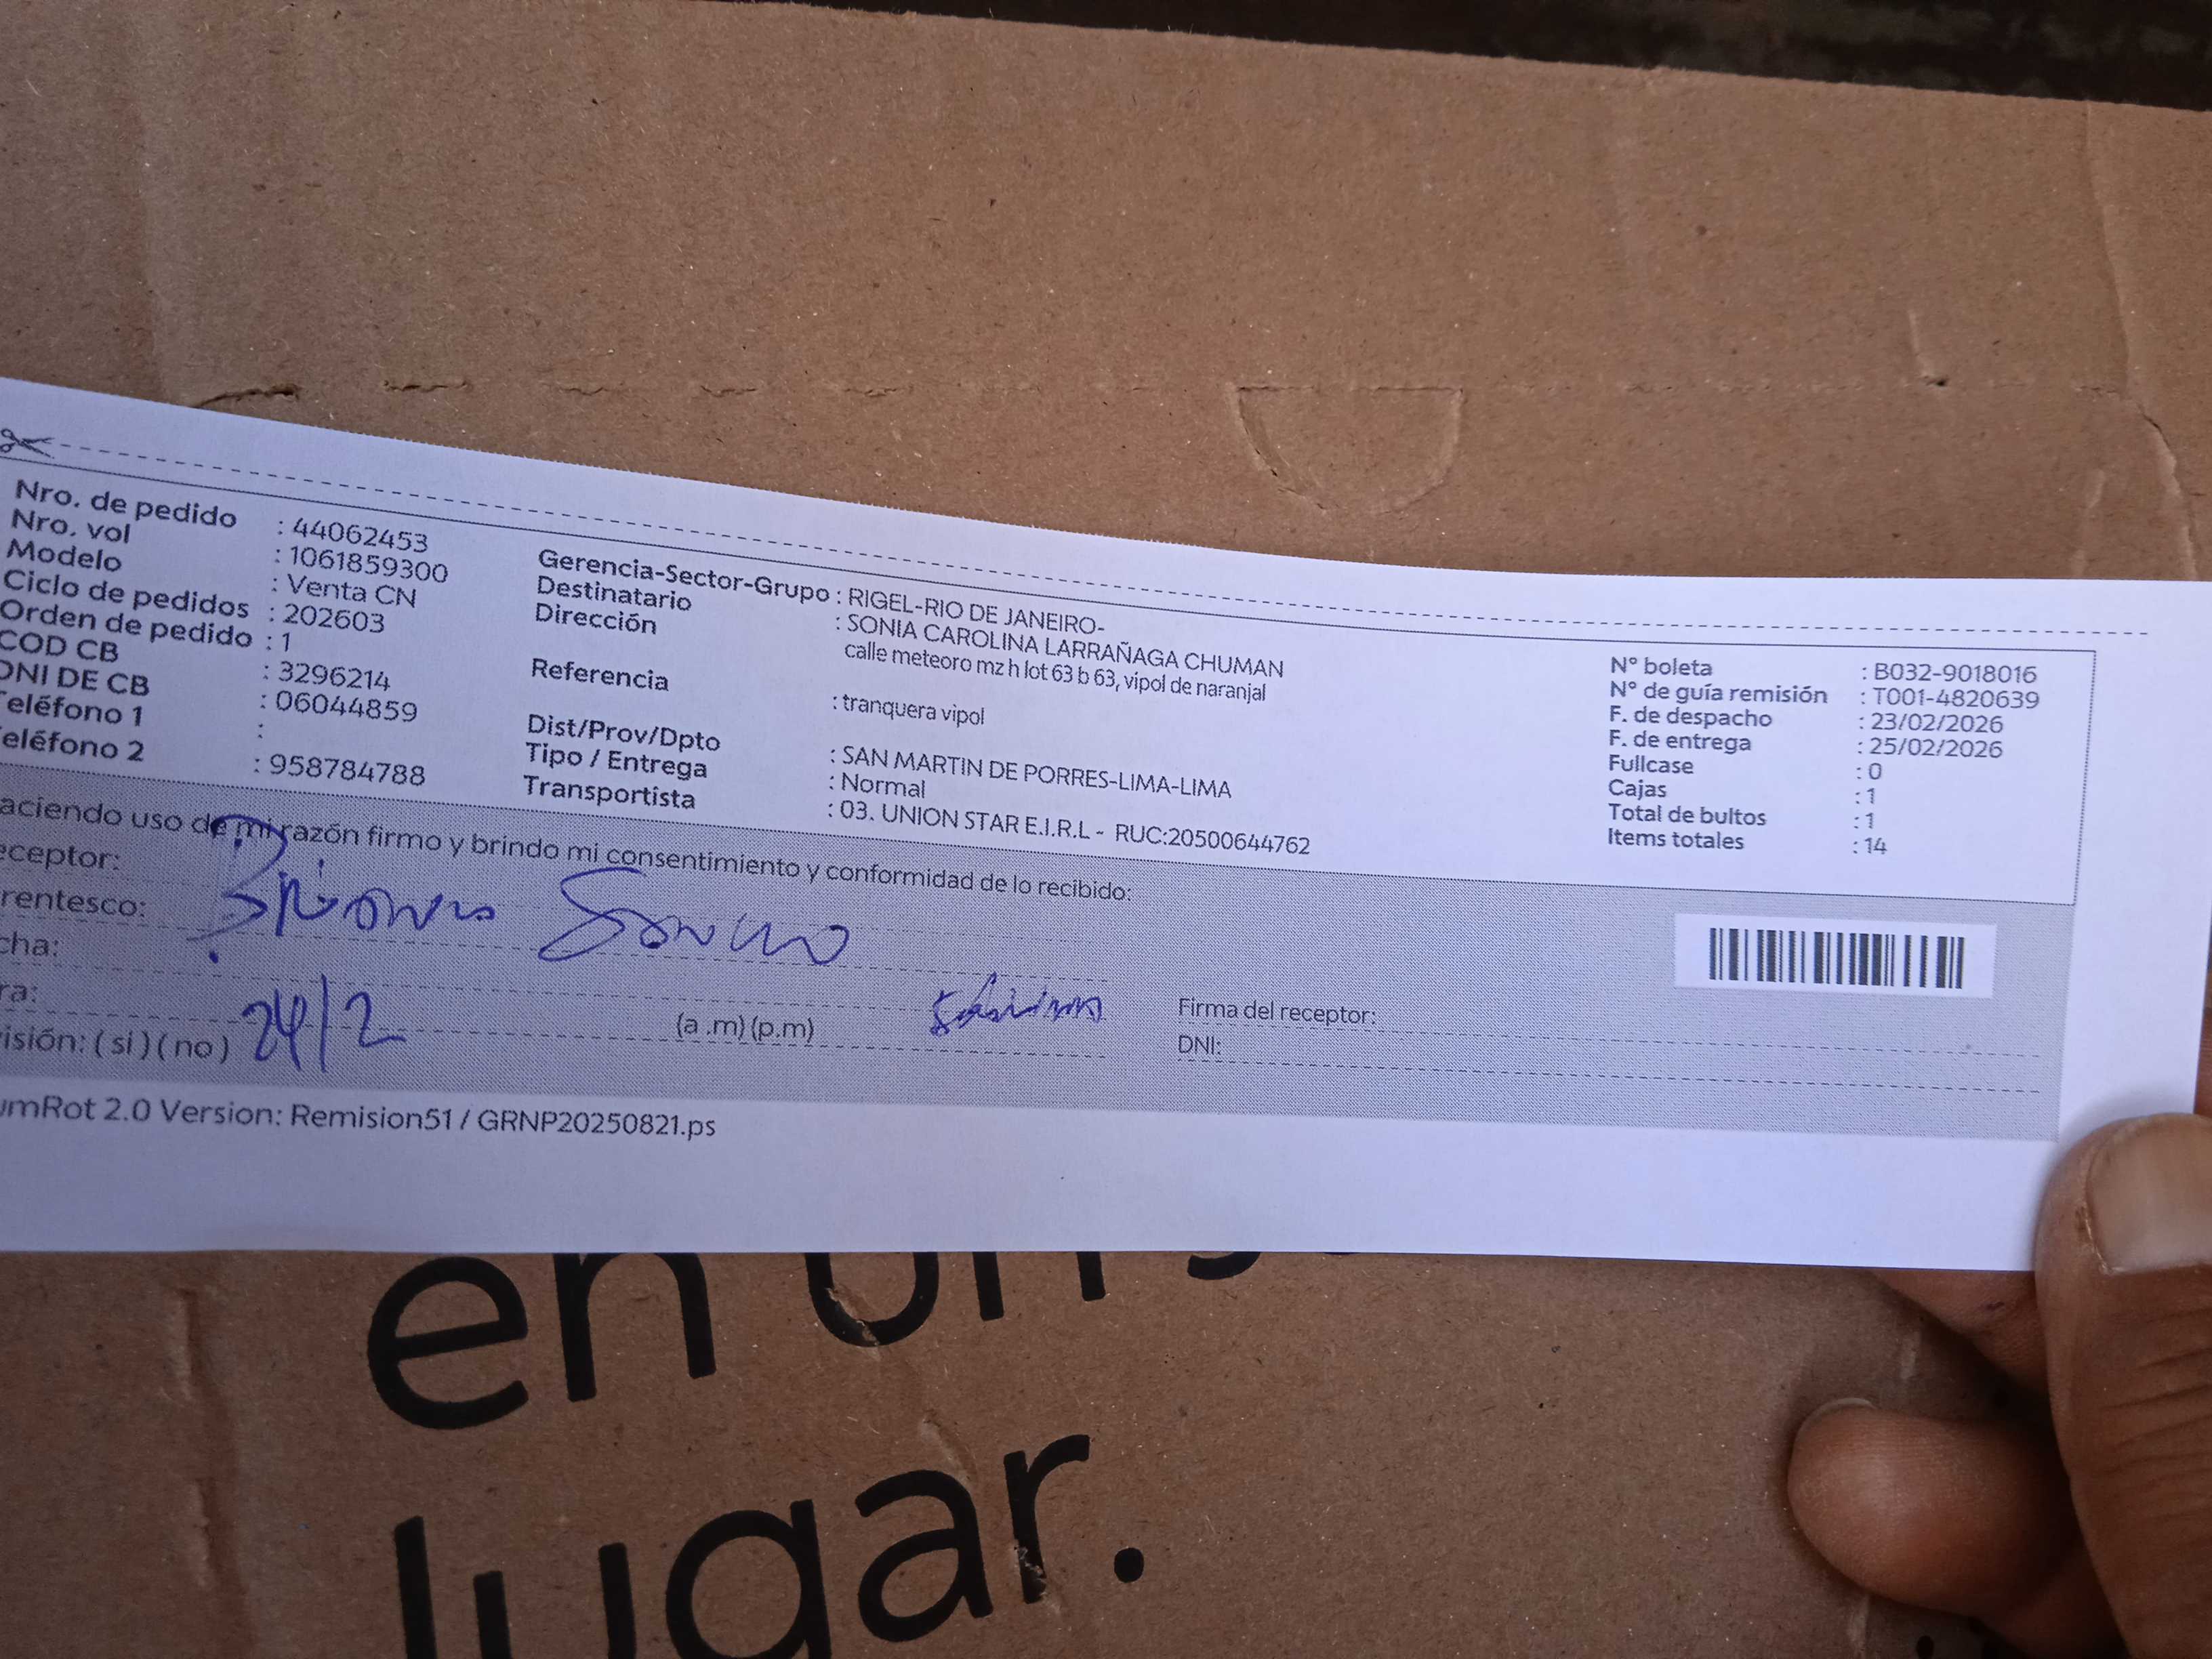 Nro. de pedido : 44062453
Nro. vol : 1061859300
Modelo : Venta CN
Ciclo de pedidos : 202603
Orden de pedido : 1
COD CB : 3296214
DNI DE CB : 06044859
Teléfono 1 :
Teléfono 2 : 958784788
Gerencia-Sector-Grupo : RIGEL-RIO DE JANEIRO-
Destinatario : SONIA CAROLINA LARRAÑAGA CHUMAN
Dirección calle meteoro mz h lot 63 b 63, vipol de naranjal
Referencia : tranquera vipol
Dist/Prov/Dpto : SAN MARTIN DE PORRES-LIMA-LIMA
Tipo / Entrega : Normal
Transportista : 03. UNION STAR E.I.R.L - RUC:20500644762
N° boleta : B032-9018016
N° de guía remisión : T001-4820639
F. de despacho : 23/02/2026
F. de entrega : 25/02/2026
Fullcase : 0
Cajas : 1
Total de bultos : 1
Items totales : 14
aciendo uso de mi razón firmo y brindo mi consentimiento y conformidad de lo recibido:
eceptor:
rentesco:
cha:
ra: 24/2 (a .m) (p.m)
isión: ( si ) ( no )
Firma del receptor:
DNI:
umRot 2.0 Version: Remision51 / GRNP20250821.ps
en un
lugar.